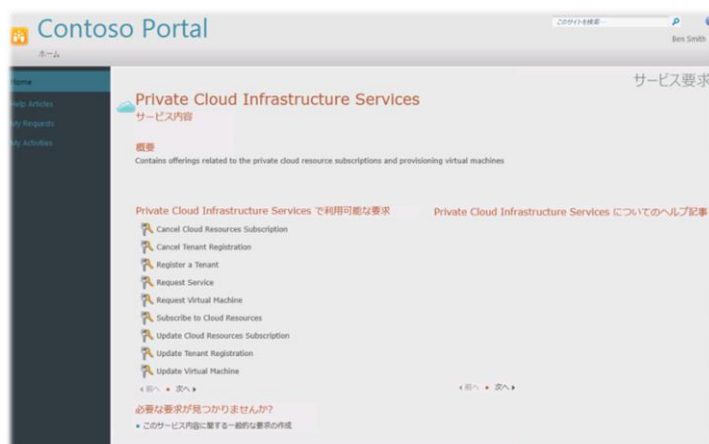 Contoso Portal
このサイトを検索...
Ben Smith
ホーム
Home
Help Articles
My Requests
My Activities
サービス要求
Private Cloud Infrastructure Services
サービス内容
概要
Contains offerings related to the private cloud resource subscriptions and provisioning virtual machines
Private Cloud Infrastructure Services で利用可能な要求
Cancel Cloud Resources Subscription
Cancel Tenant Registration
Register a Tenant
Request Service
Request Virtual Machine
Subscribe to Cloud Resources
Update Cloud Resources Subscription
Update Tenant Registration
Update Virtual Machine
前へ • 次へ
Private Cloud Infrastructure Services についてのヘルプ記事
前へ • 次へ
必要な要求が見つかりませんか?
• このサービス内容に関する一般的な要求の作成